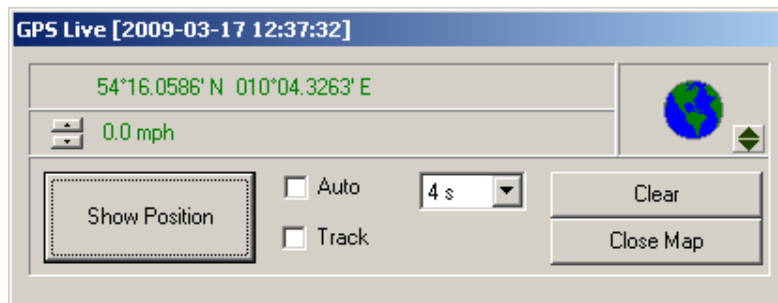 GPS Live [2009-03-17 12:37:32]
54°16.0586' N 010°04.3263' E
0.0 mph
Show Position
Auto
4 s
Track
Clear
Close Map